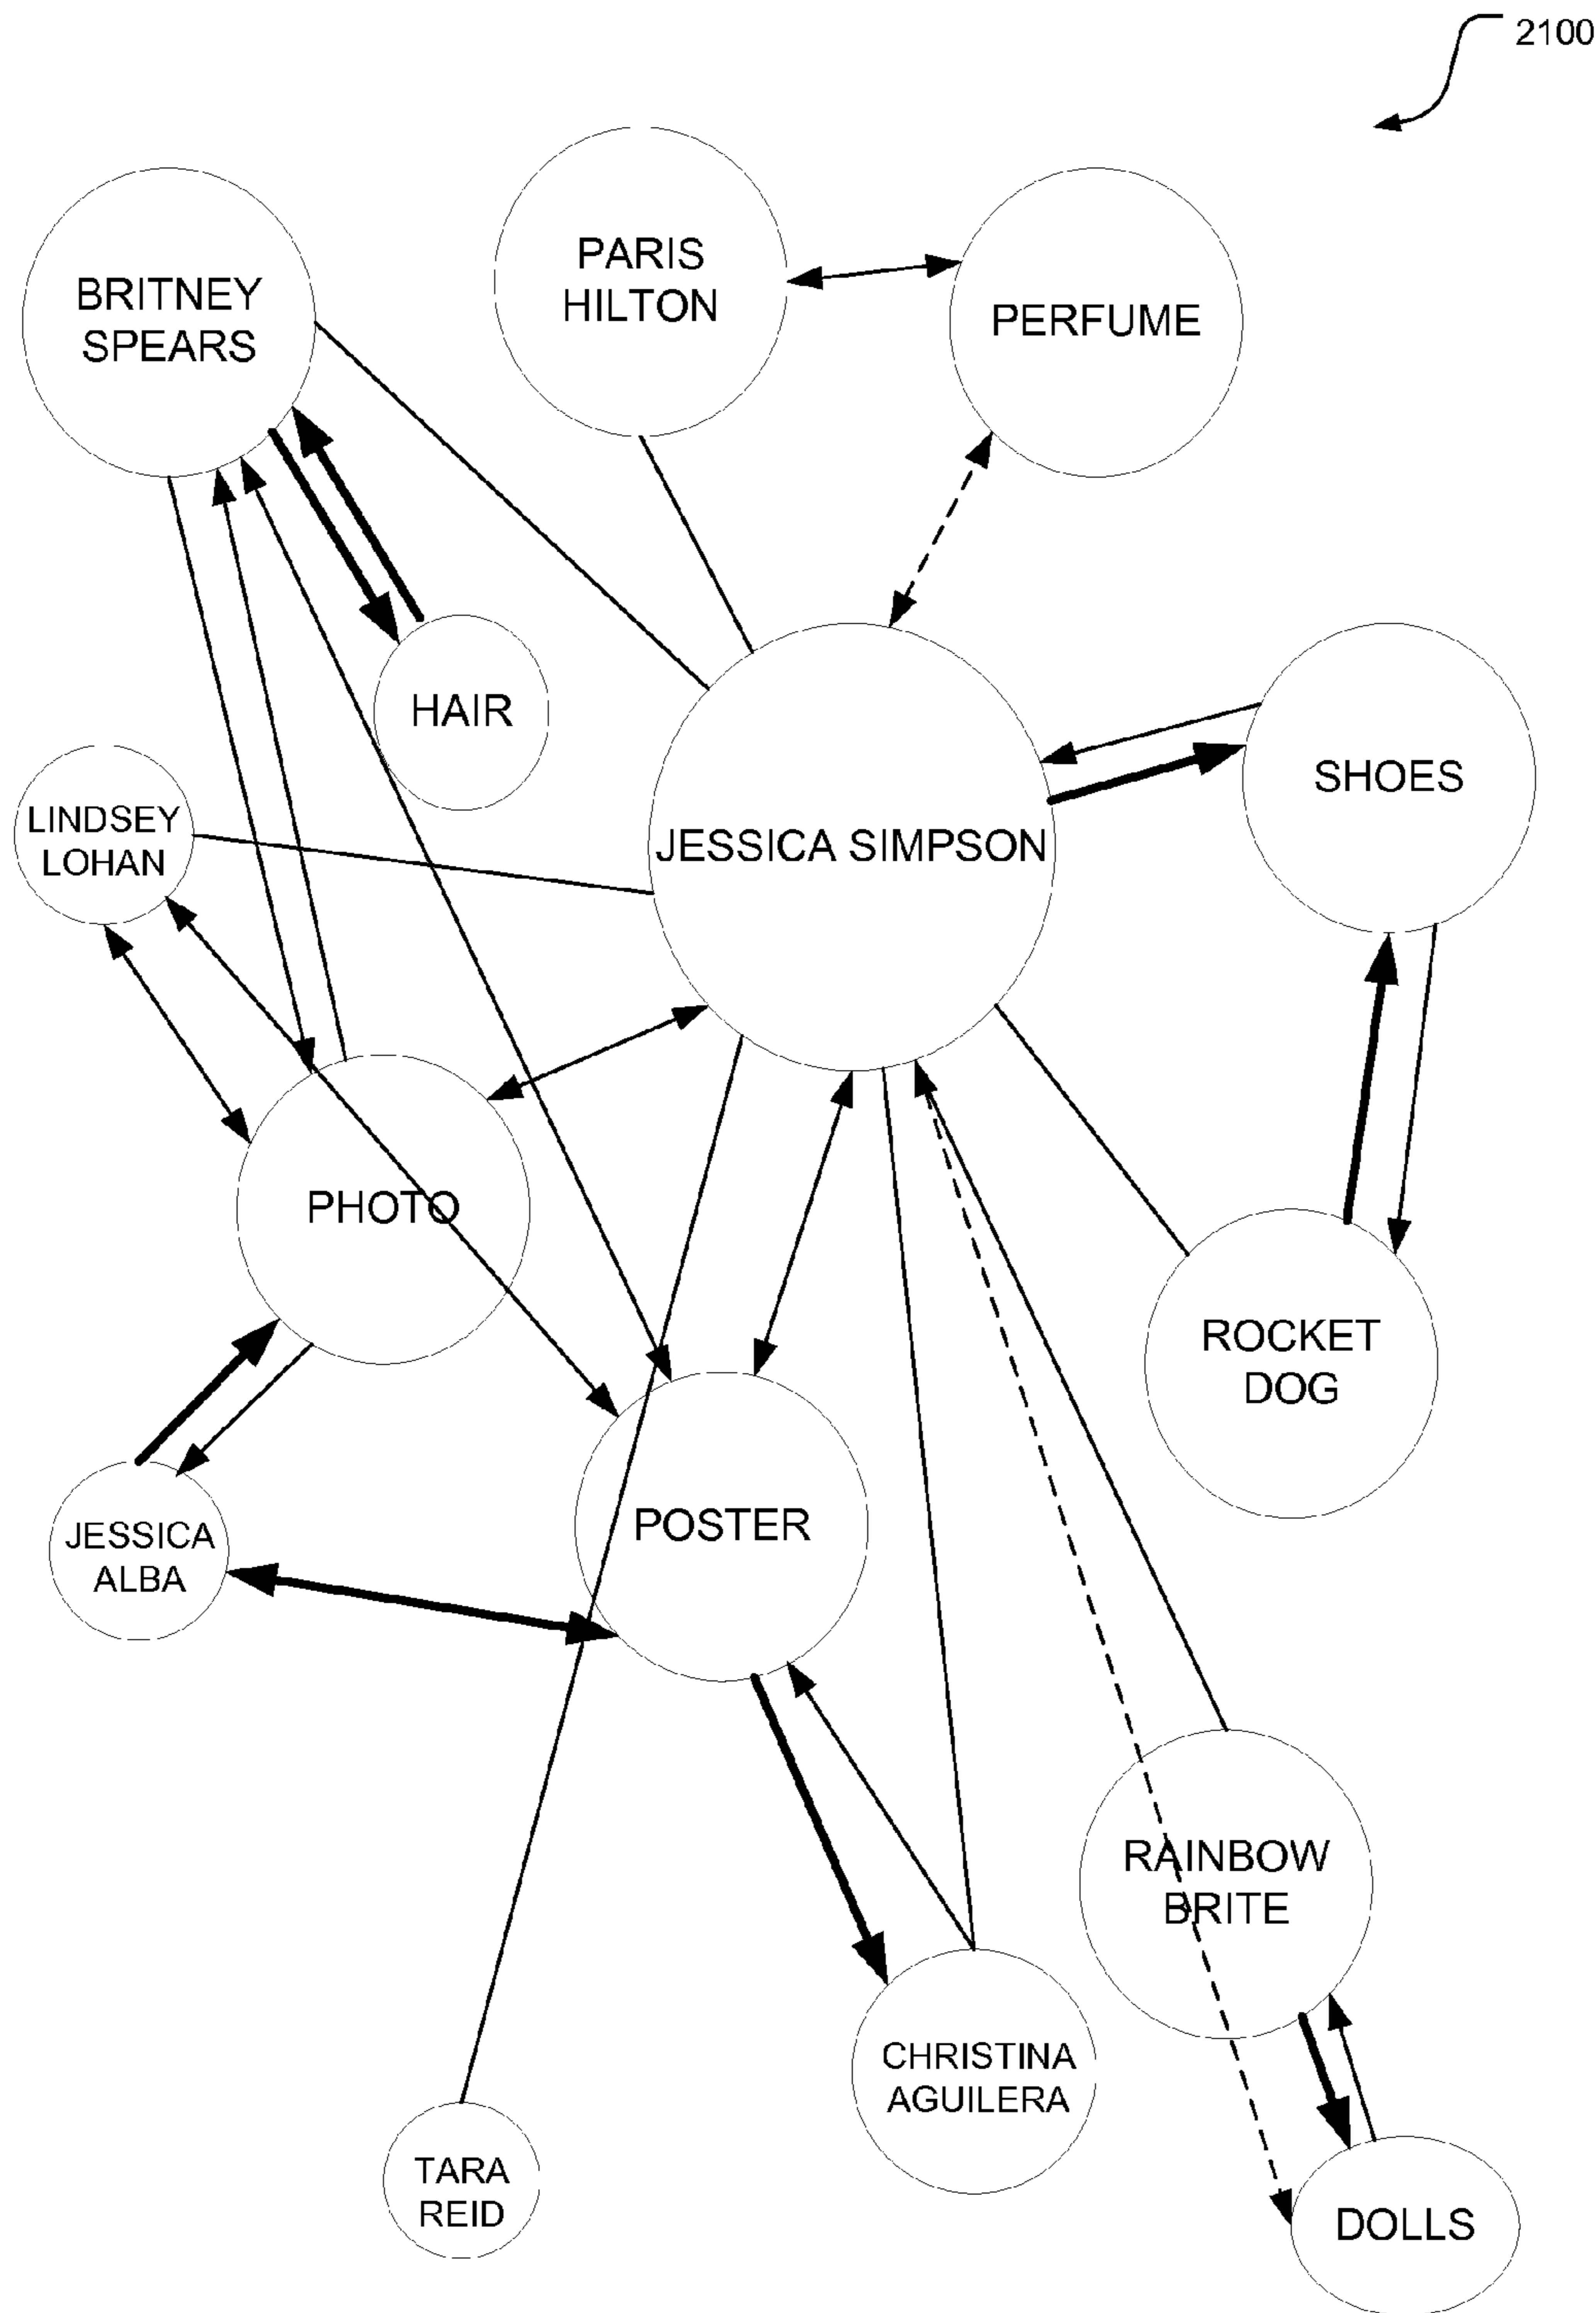 2100
PARIS
HILTON
BRITNEY
SPEARS
PERFUME
HAIR
SHOES
LINDSEY
LOHAN
JESSICA SIMPSON
PHOTO
ROCKET
DOG
POSTER
JESSICA
ALBA
RAINBOW
BRITE
CHRISTINA
AGUILERA
TARA
REID
DOLLS